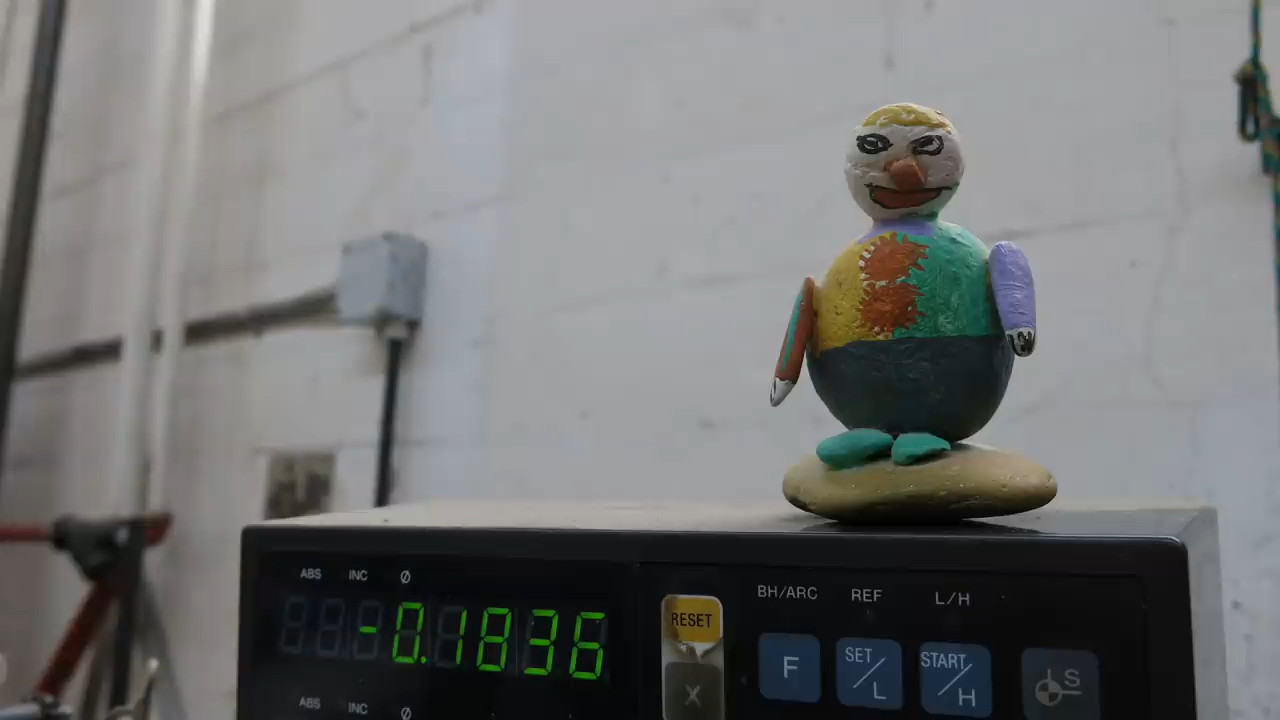 ABS INC Ø
-0.1836
RESET
X
BH/ARC REF L/H
F
SET/L
START/H
S
ABS INC Ø